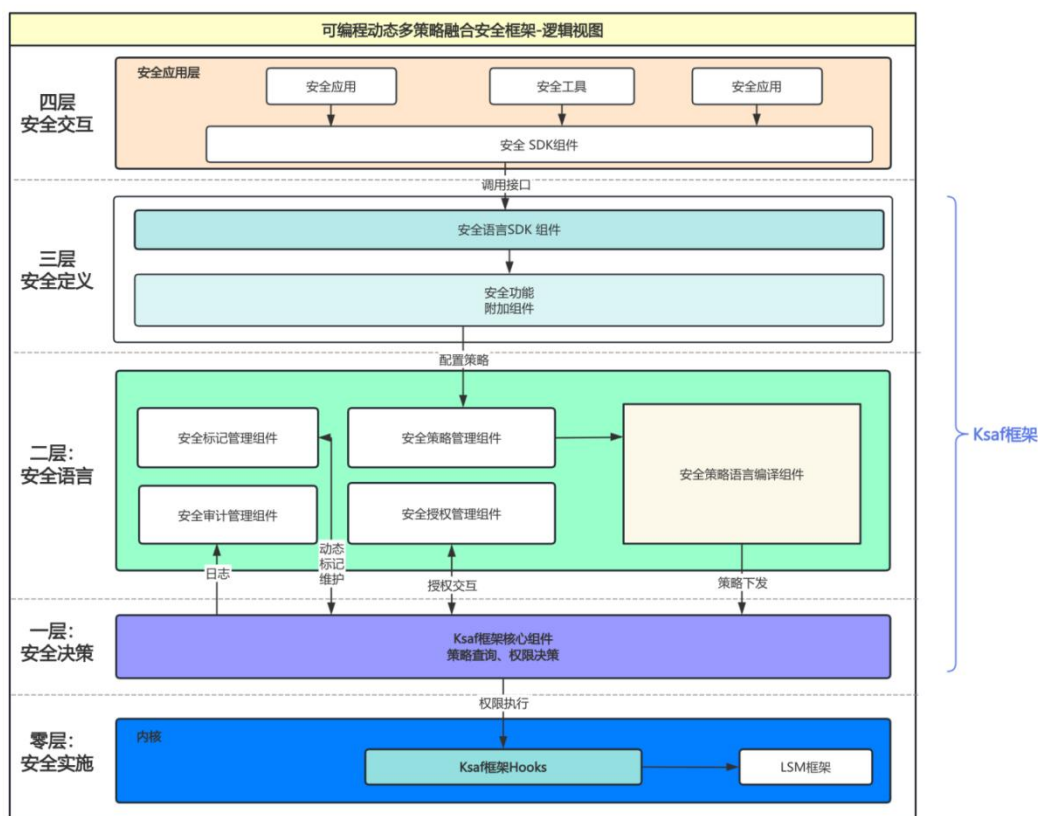 可编程动态多策略融合安全框架-逻辑视图
四层
安全交互
安全应用层
安全应用
安全工具
安全应用
安全 SDK组件
调用接口
三层
安全定义
安全语言SDK 组件
安全功能
附加组件
配置策略
二层：
安全语言
安全标记管理组件
安全策略管理组件
安全策略语言编译组件
安全审计管理组件
安全授权管理组件
Ksaf框架
日志
动态
标记
维护
授权交互
策略下发
一层：
安全决策
Ksaf框架核心组件
策略查询、权限决策
权限执行
零层：
安全实施
内核
Ksaf框架Hooks
LSM框架